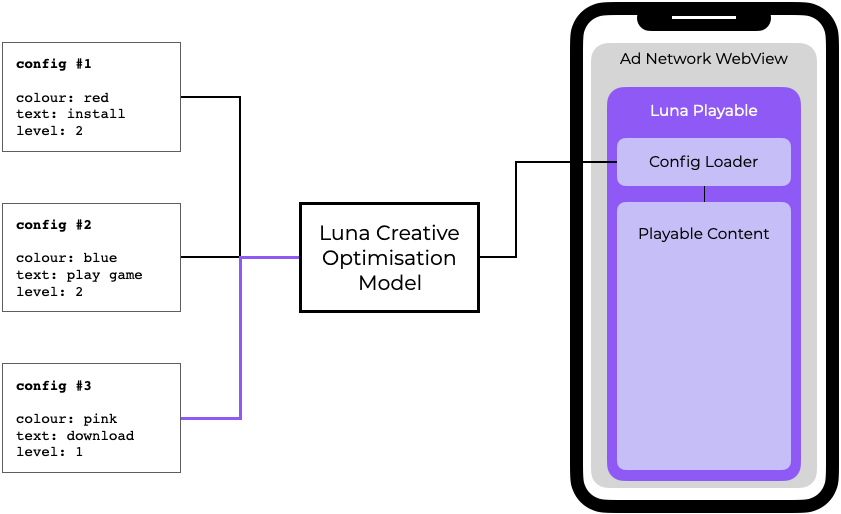 config #1
colour: red
text: install
level: 2
config #2
colour: blue
text: play game
level: 2
config #3
colour: pink
text: download
level: 1
Luna Creative
Optimisation
Model
Ad Network WebView
Luna Playable
Config Loader
Playable Content